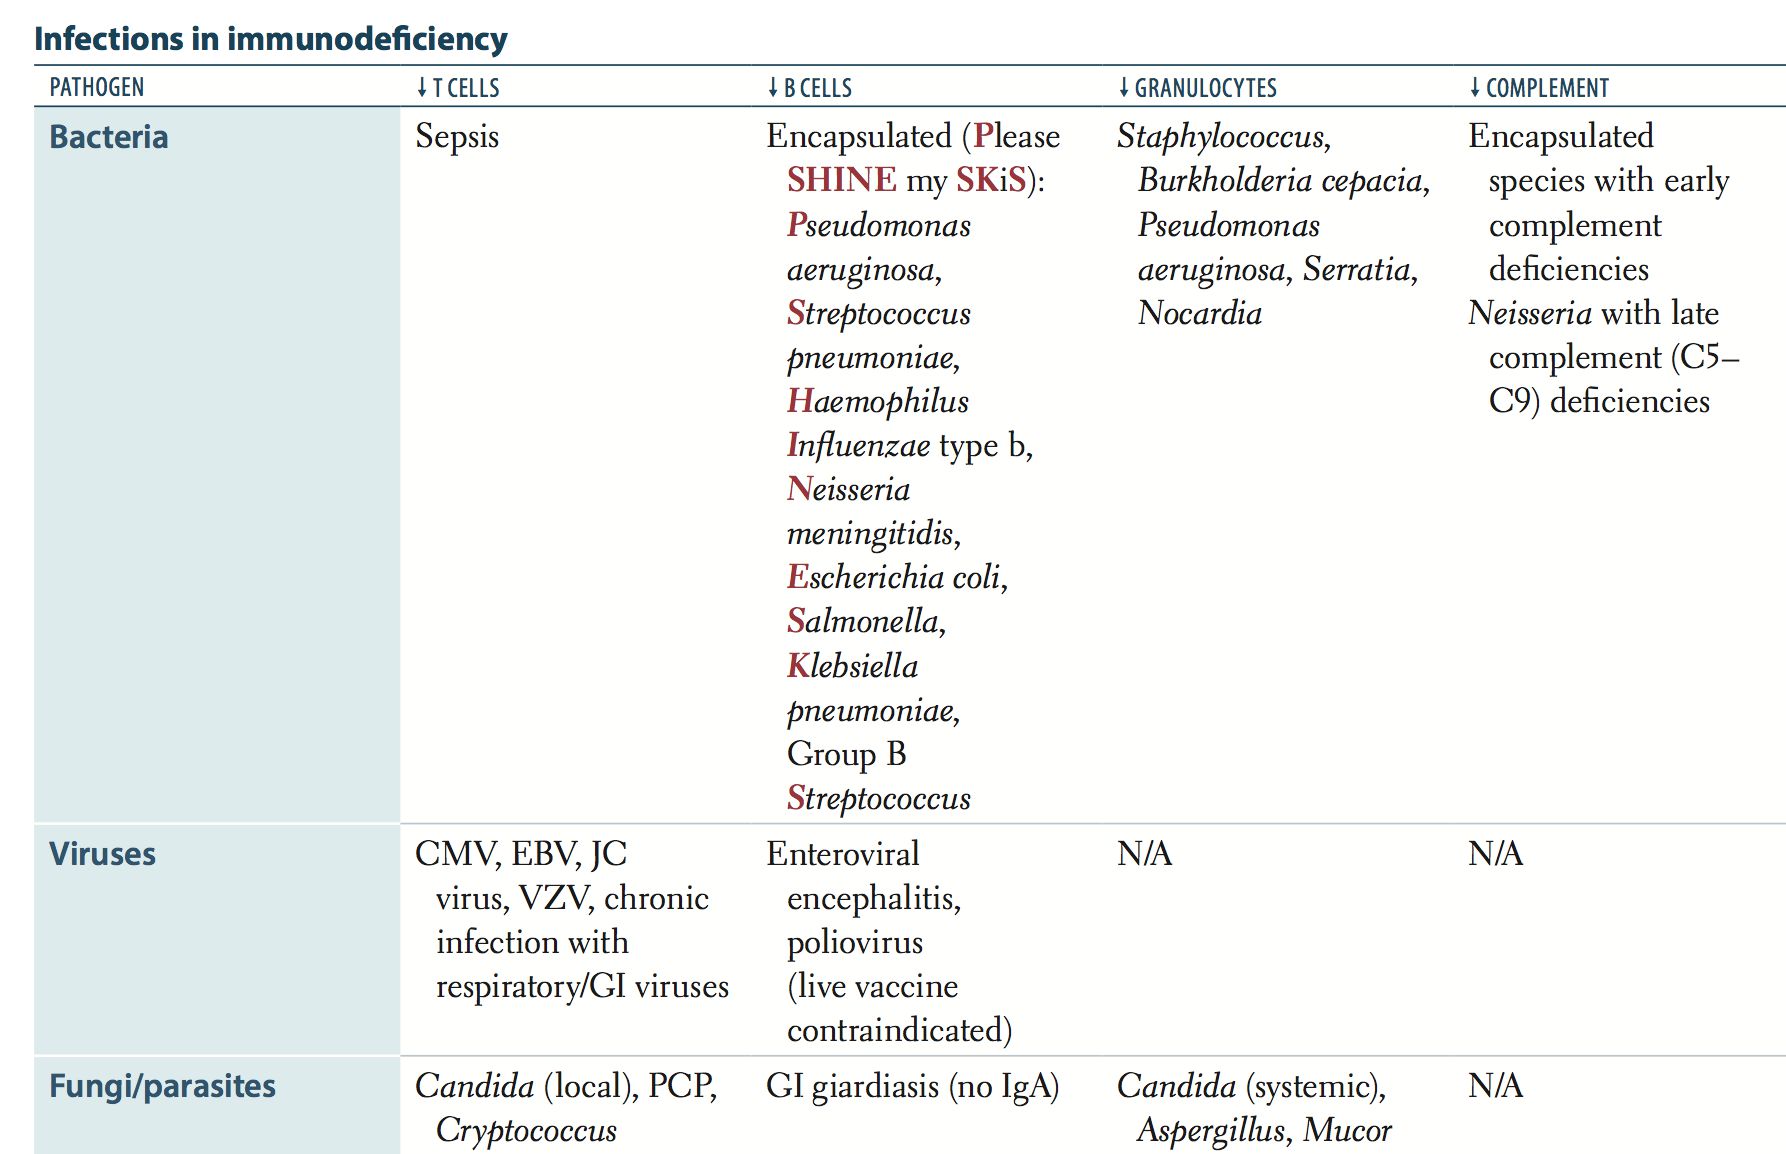 Infections in immunodeficiency
PATHOGEN
↓ T CELLS
↓ B CELLS
↓ GRANULOCYTES
↓ COMPLEMENT
Bacteria
Sepsis
Encapsulated (Please
SHINE my SKiS):
Pseudomonas
aeruginosa,
Streptococcus
pneumoniae,
Haemophilus
Influenzae type b,
Neisseria
meningitidis,
Escherichia coli,
Salmonella,
Klebsiella
pneumoniae,
Group B
Streptococcus
Staphylococcus,
Burkholderia cepacia,
Pseudomonas
aeruginosa, Serratia,
Nocardia
Encapsulated
species with early
complement
deficiencies
Neisseria with late
complement (C5–
C9) deficiencies
Viruses
CMV, EBV, JC
virus, VZV, chronic
infection with
respiratory/GI viruses
Enteroviral
encephalitis,
poliovirus
(live vaccine
contraindicated)
N/A
N/A
Fungi/parasites
Candida (local), PCP,
Cryptococcus
GI giardiasis (no IgA)
Candida (systemic),
Aspergillus, Mucor
N/A